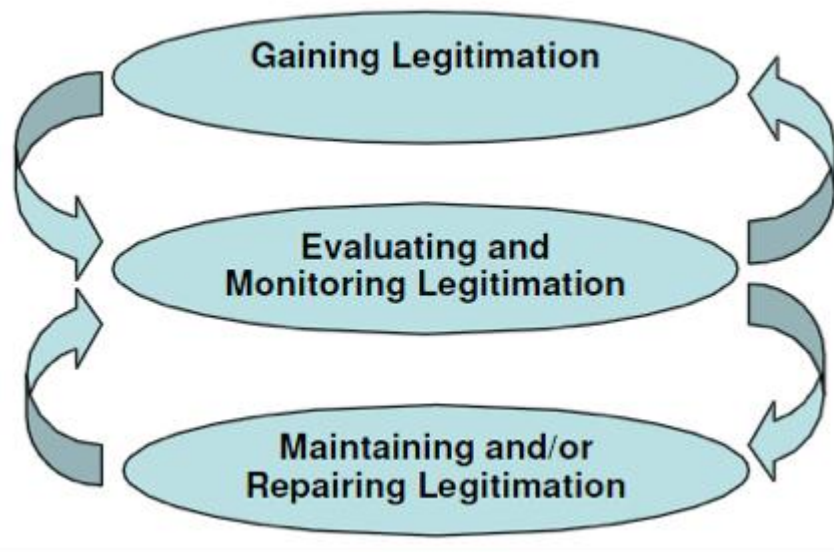 Gaining Legitimation
Evaluating and
Monitoring Legitimation
Maintaining and/or
Repairing Legitimation